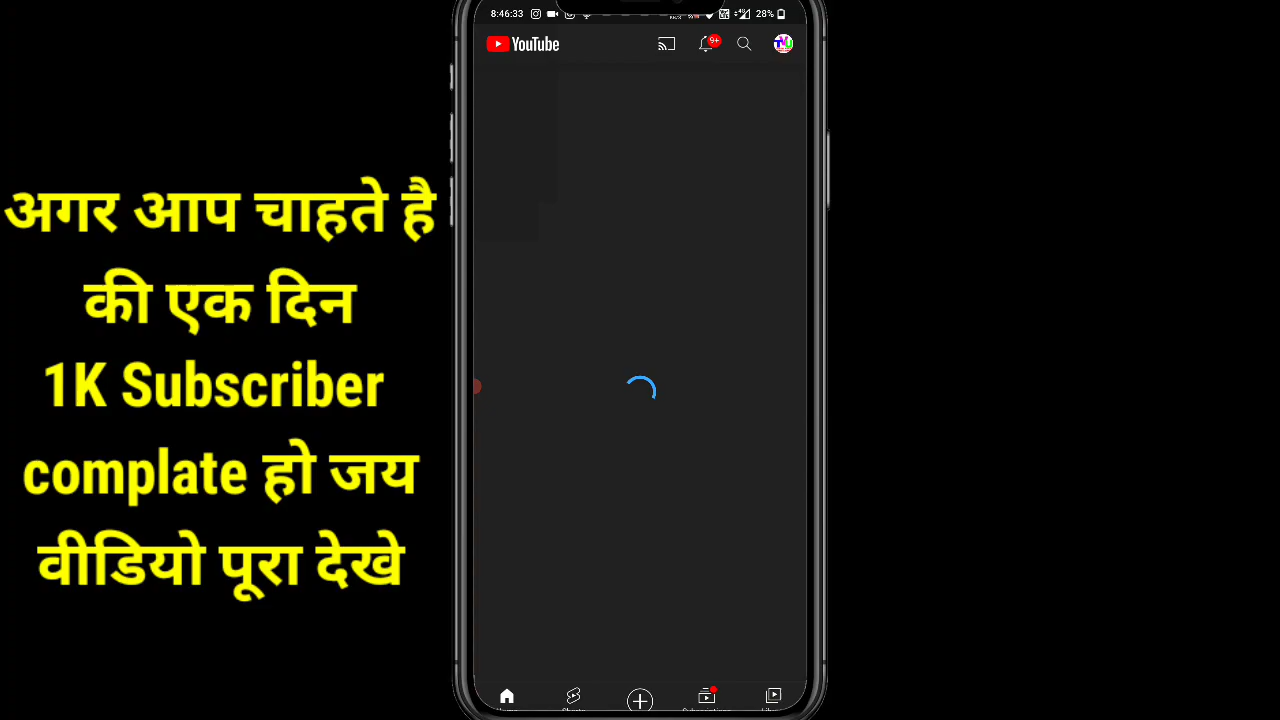 8:46:33
28%
YouTube
9+
अगर आप चाहते है
की एक दिन
1K Subscriber
complate हो जय
वीडियो पूरा देखे